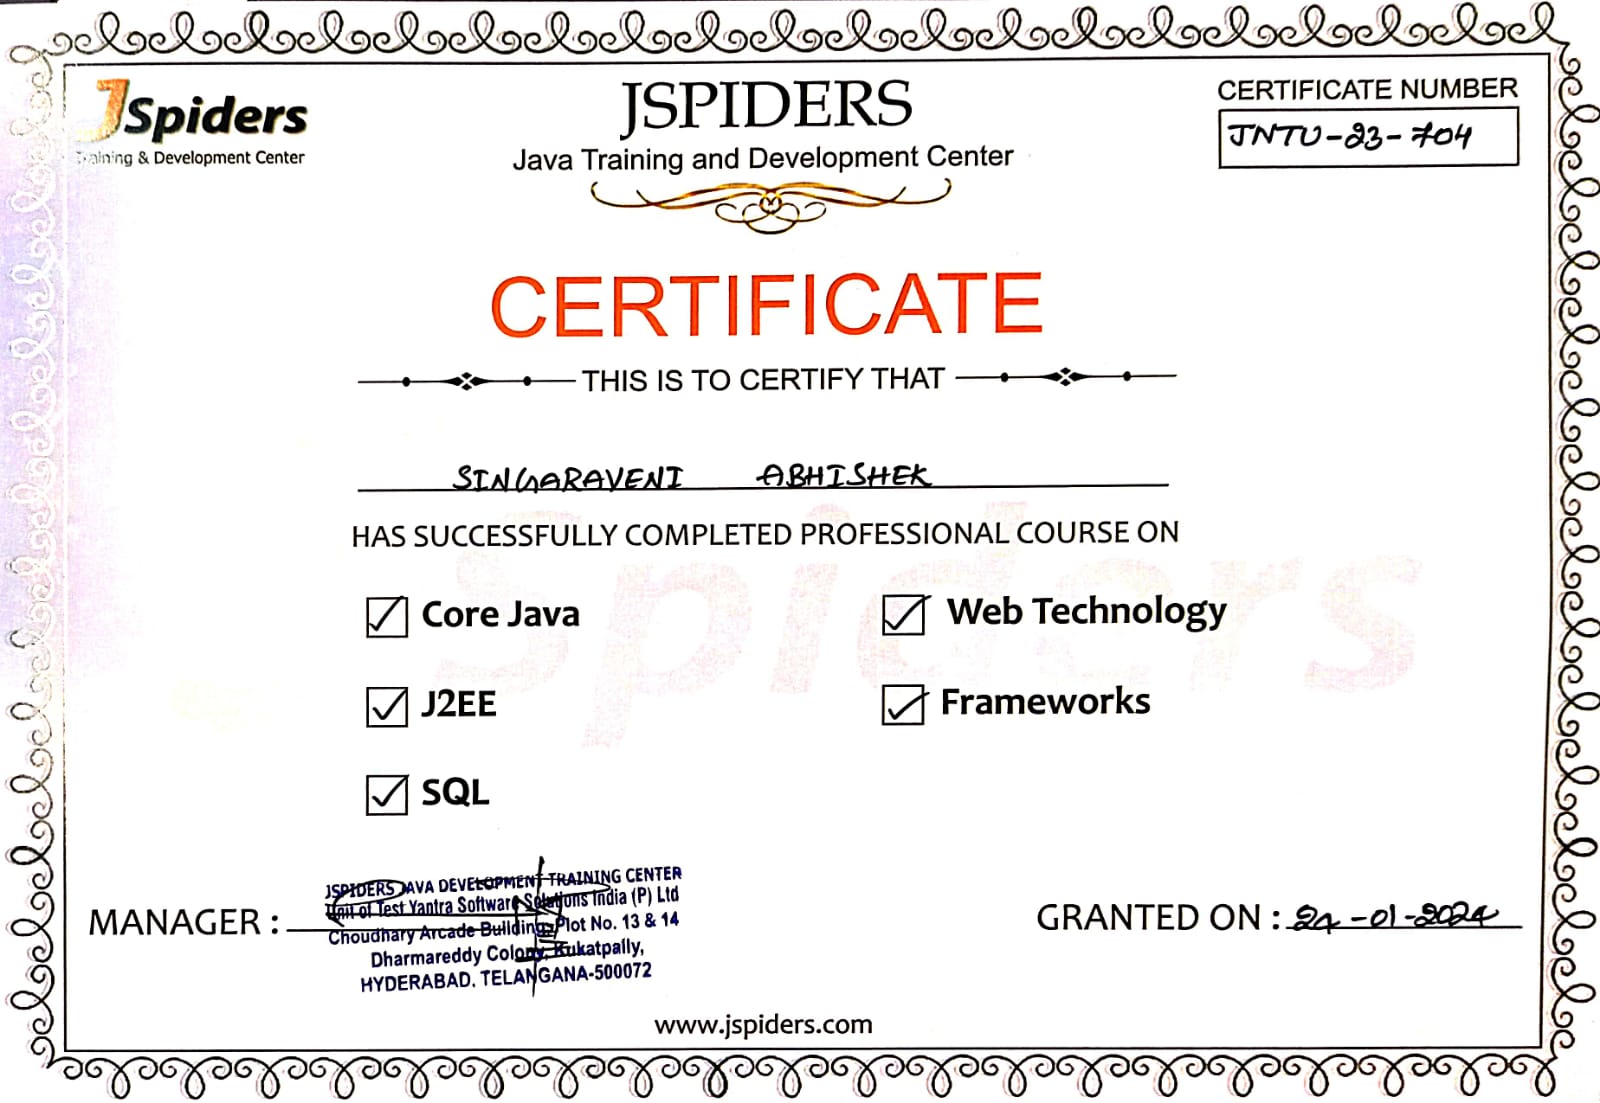 JSpiders
Training & Development Center
JSPIDERS
Java Training and Development Center
CERTIFICATE NUMBER
JNTU-23-704
CERTIFICATE
THIS IS TO CERTIFY THAT
SINGARAVENI ABHISHEK
HAS SUCCESSFULLY COMPLETED PROFESSIONAL COURSE ON
Core Java
Web Technology
J2EE
Frameworks
SQL
Spiders
MANAGER :
JSPIDERS JAVA DEVELOPMENT TRAINING CENTER
Unit of Test Yantra Software Solutions India (P) Ltd
Choudhary Arcade Building, Plot No. 13 & 14
Dharmareddy Colony, Kukatpally,
HYDERABAD. TELANGANA-500072
GRANTED ON : 24-01-2024
www.jspiders.com